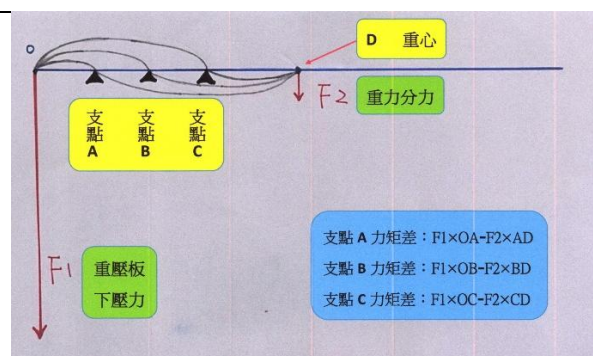 O
D 重心
F2 重力分力
支點 A
支點 B
支點 C
F1 重壓板
下壓力
支點 A 力矩差：F1×OA-F2×AD
支點 B 力矩差：F1×OB-F2×BD
支點 C 力矩差：F1×OC-F2×CD